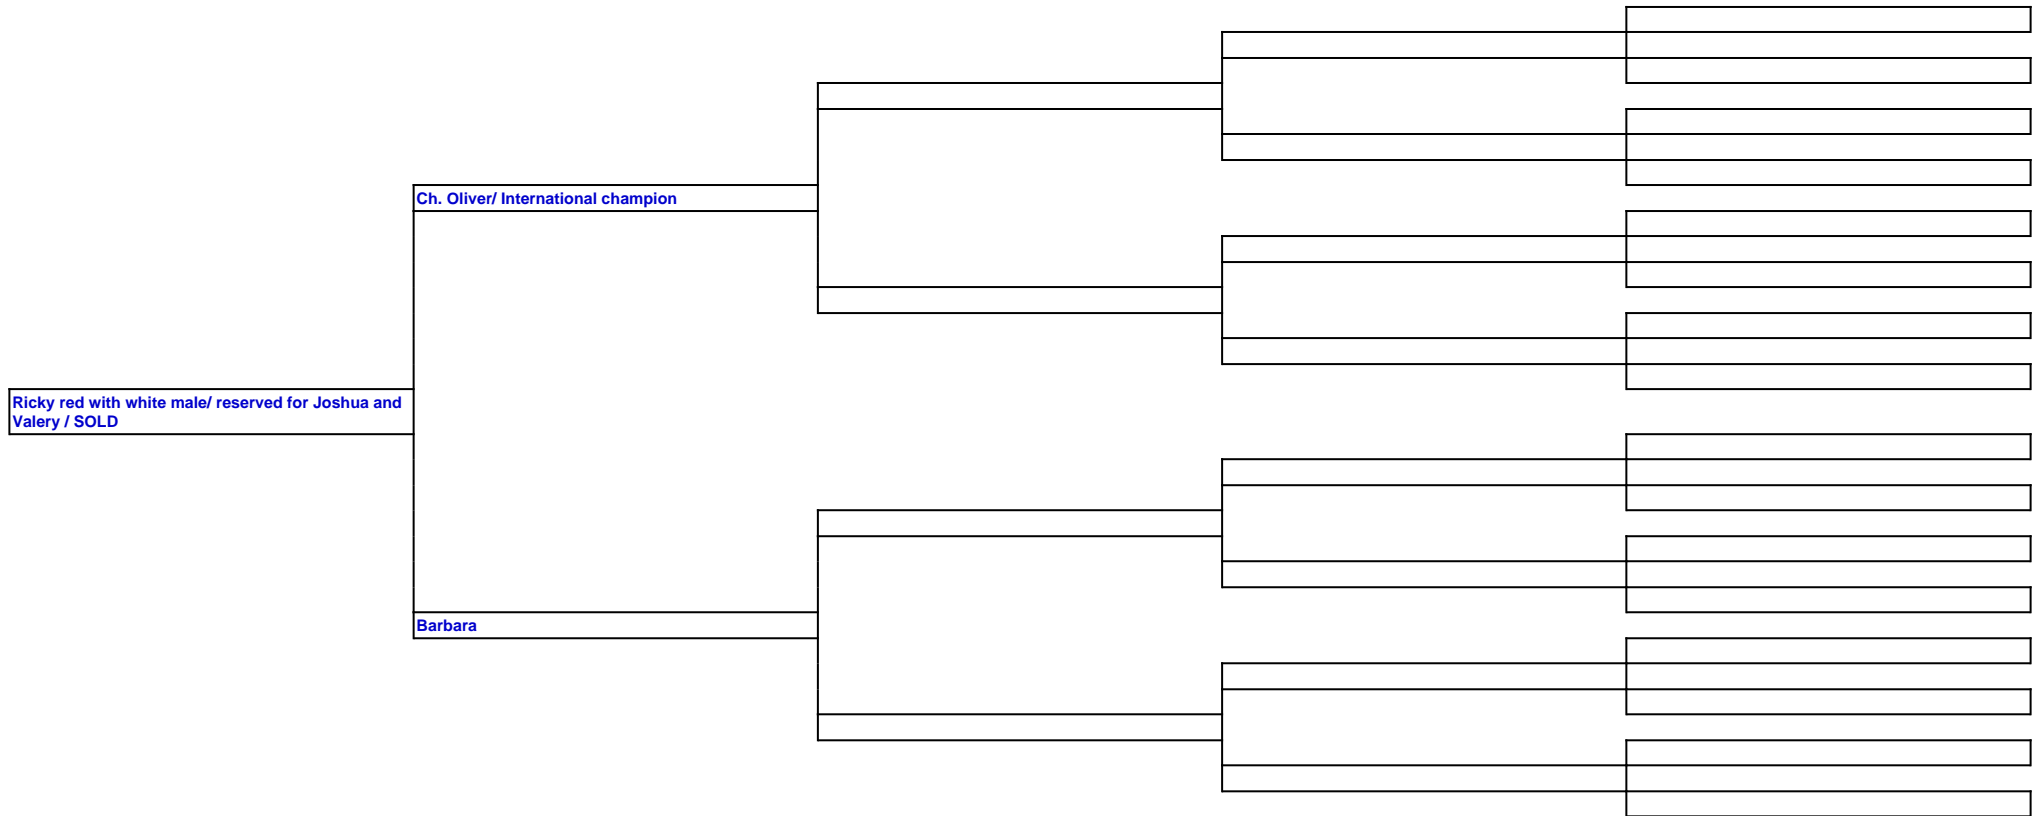 Ch. Oliver/ International champion
Ricky red with white male/ reserved for Joshua and
Valery / SOLD
Barbara